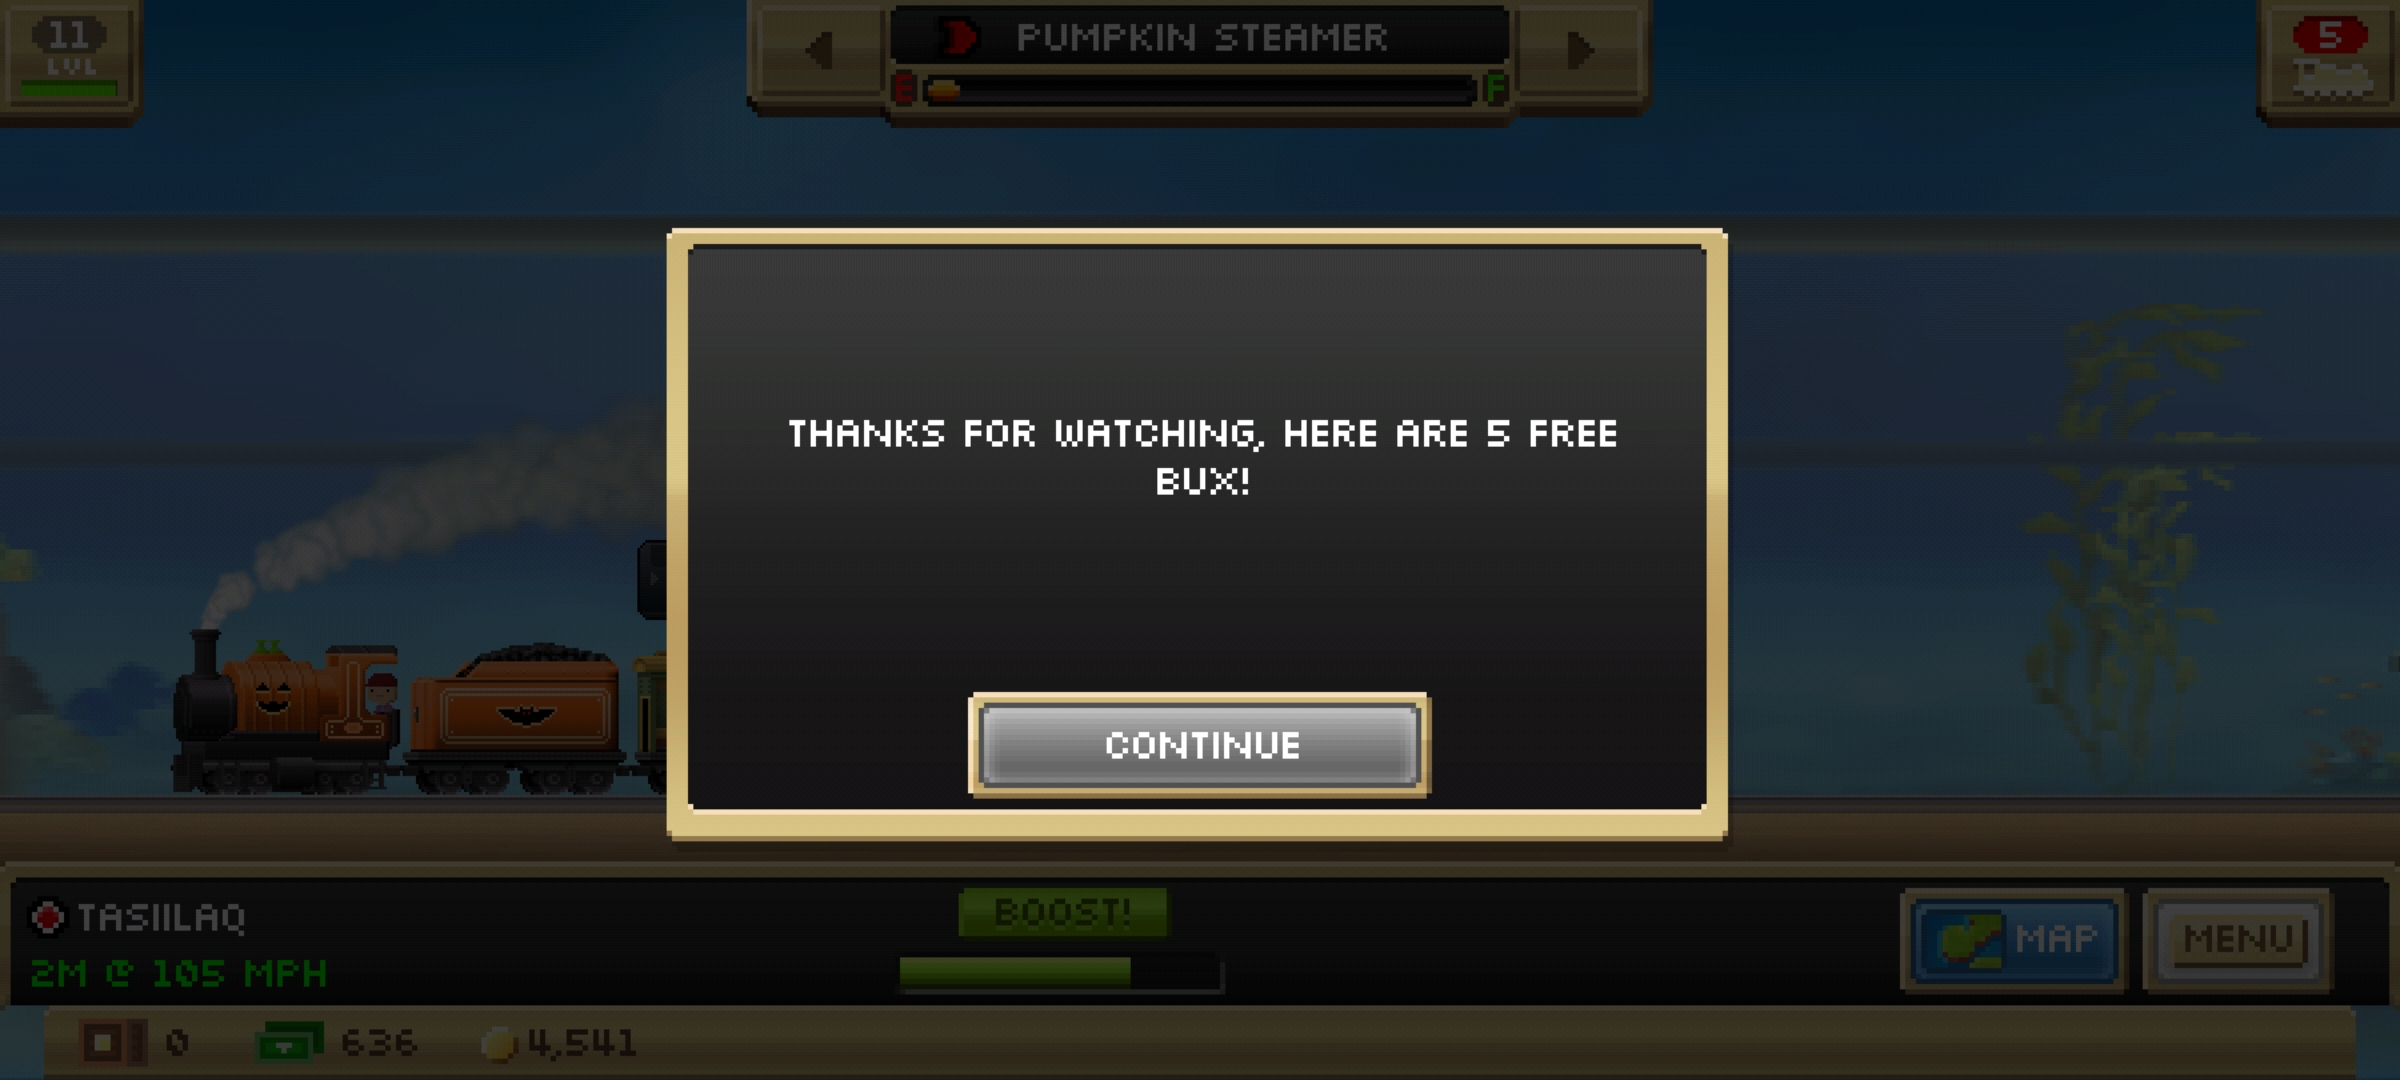 11
LVL
PUMPKIN STEAMER
E
F
5
THANKS FOR WATCHING, HERE ARE 5 FREE
BUX!
CONTINUE
TASIILAQ
2M @ 105 MPH
BOOST!
MAP
MENU
0
636
4,541